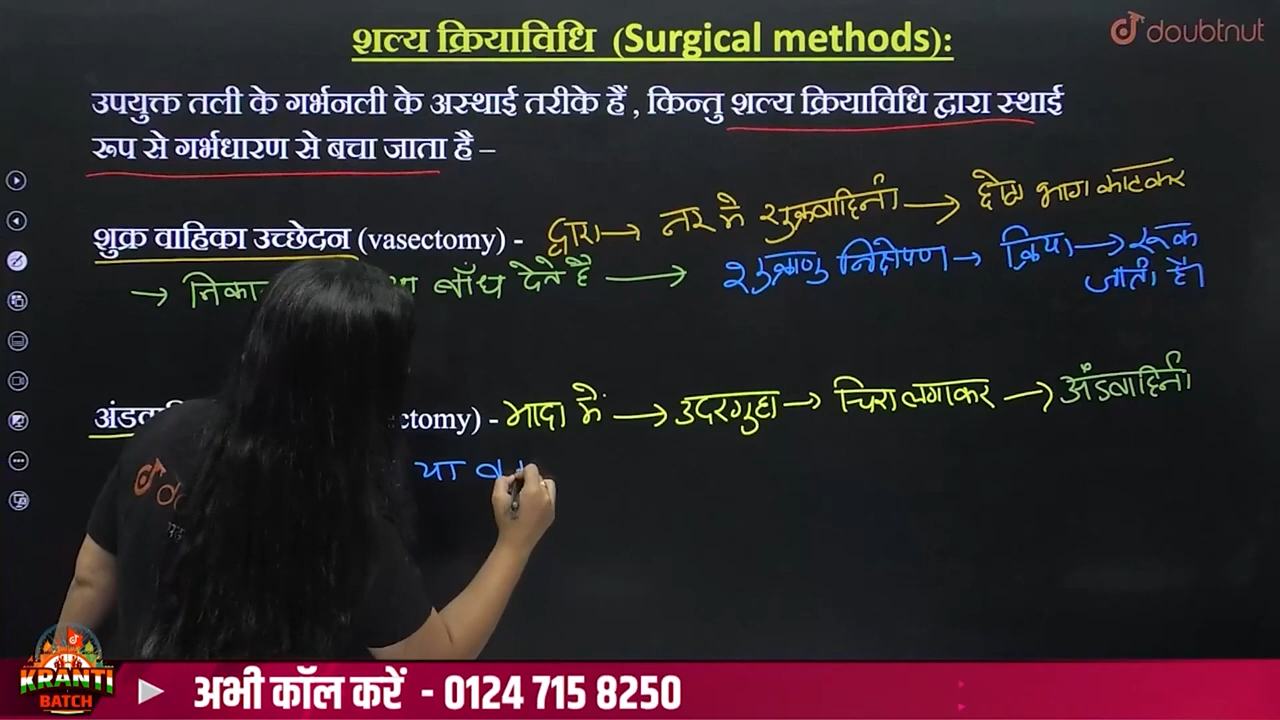 शल्य क्रियाविधि (Surgical methods):
doubtnut
उपयुक्त तली के गर्भनली के अस्थाई तरीके हैं , किन्तु शल्य क्रियाविधि द्वारा स्थाई
रूप से गर्भधारण से बचा जाता है –
शुक्र वाहिका उच्छेदन (vasectomy) - द्वारा → नर में शुक्रवाहिनी → छोटा भाग काटकर
→ बाँध देते है → शुक्राणु निक्षेपण → क्रिया → रूक
जाती है।
ctomy) - मादा में → उदरगुहा → चिरा लगाकर → अंडवाहिनी
या
KRANTI
BATCH
अभी कॉल करें - 0124 715 8250